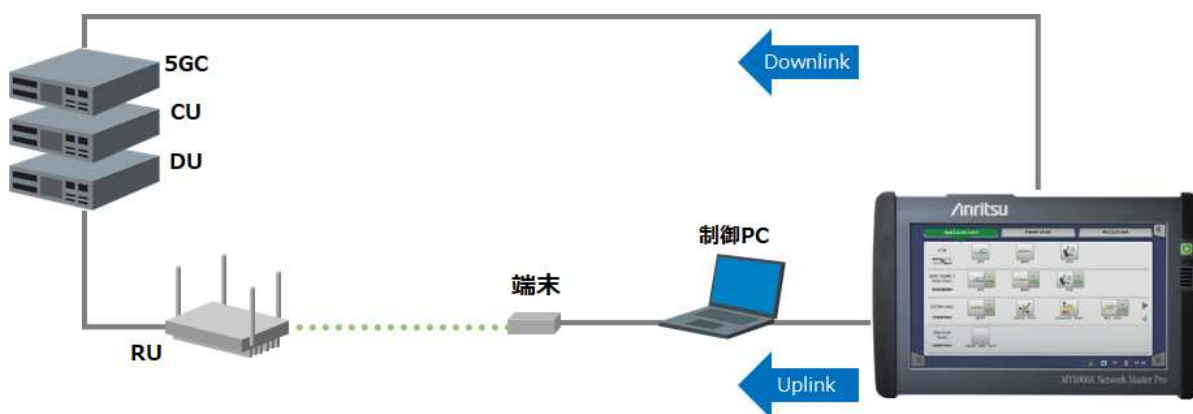 5GC
Downlink
CU
DU
Anritsu
制御PC
端末
RU
Uplink
MT1000A Network Master Pro